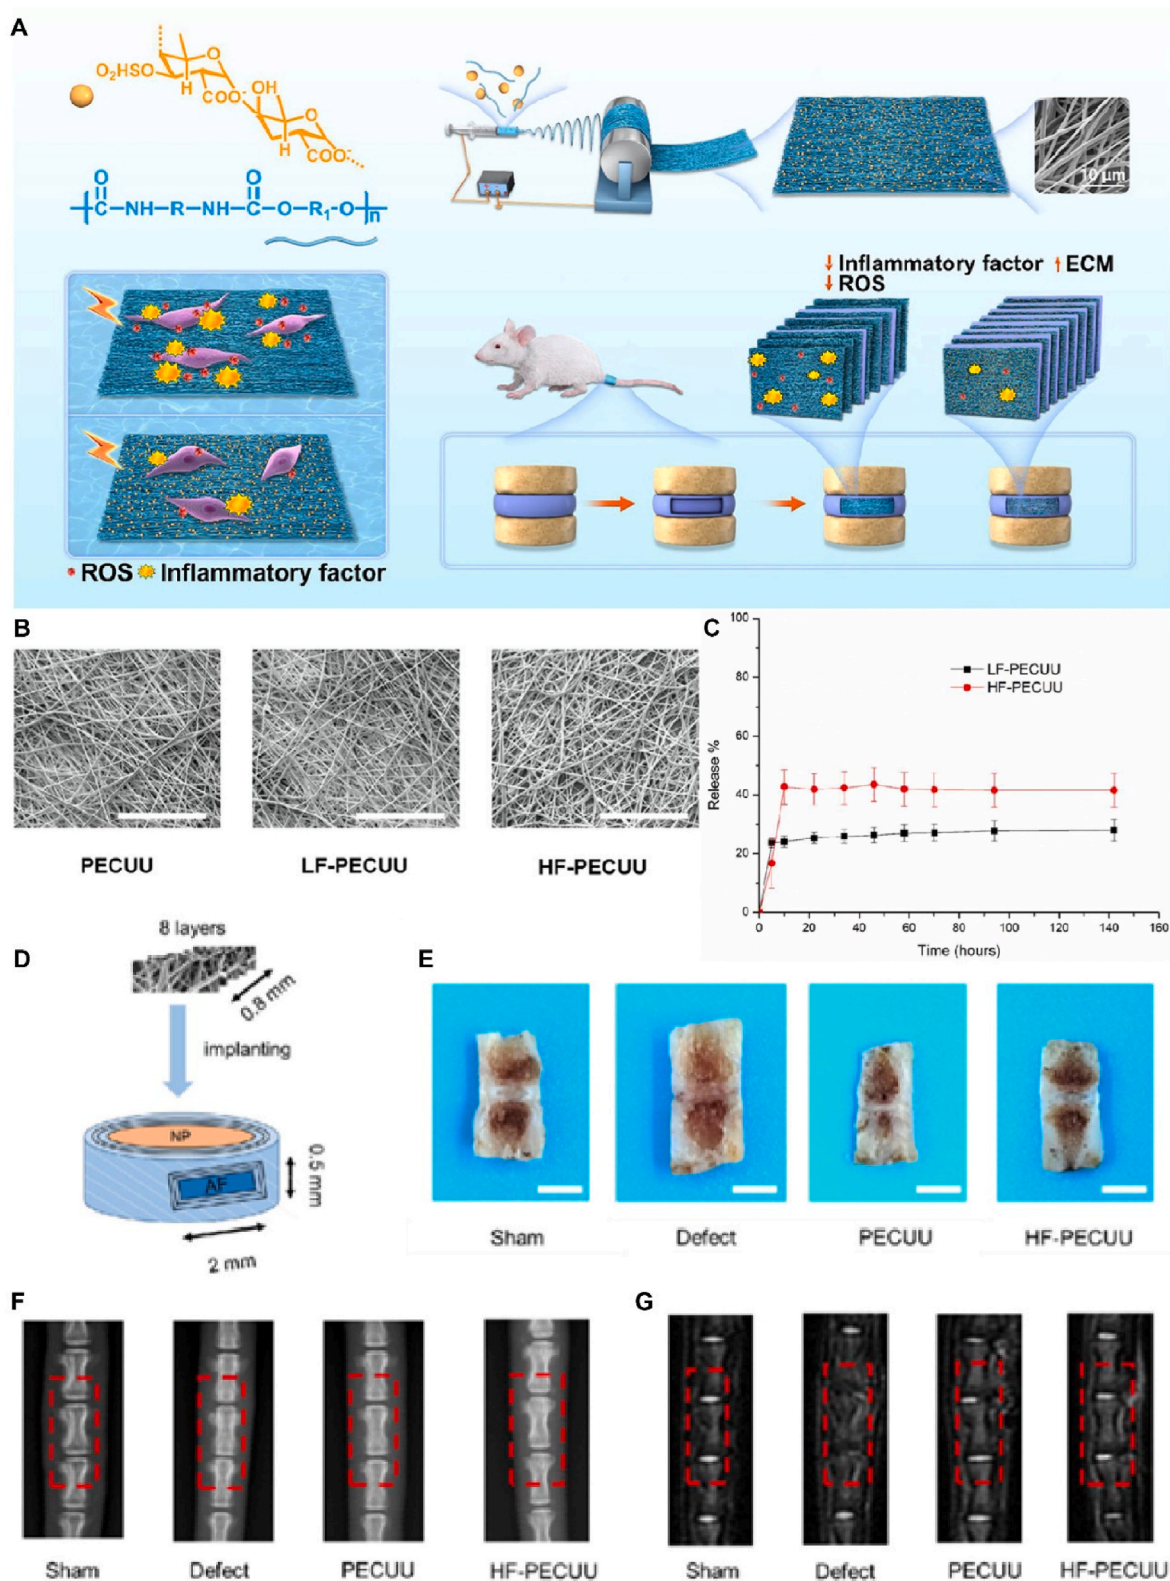 A
O₂HSO
H
O
COO⁻
OH
O
H
O
COO⁻
O
O
C—NH—R—NH—C—O—R₁—O
n
10 μm
↓ Inflammatory factor ↑ ECM
↓ ROS
ROS Inflammatory factor
B
PECUU
LF-PECUU
HF-PECUU
C
100
80
60
40
20
0
Release %
LF-PECUU
HF-PECUU
0 20 40 60 80 100 120 140 160
Time (hours)
D
8 layers
0.8 mm
implanting
NP
AF
0.5 mm
2 mm
E
Sham
Defect
PECUU
HF-PECUU
F
Sham
Defect
PECUU
HF-PECUU
G
Sham
Defect
PECUU
HF-PECUU